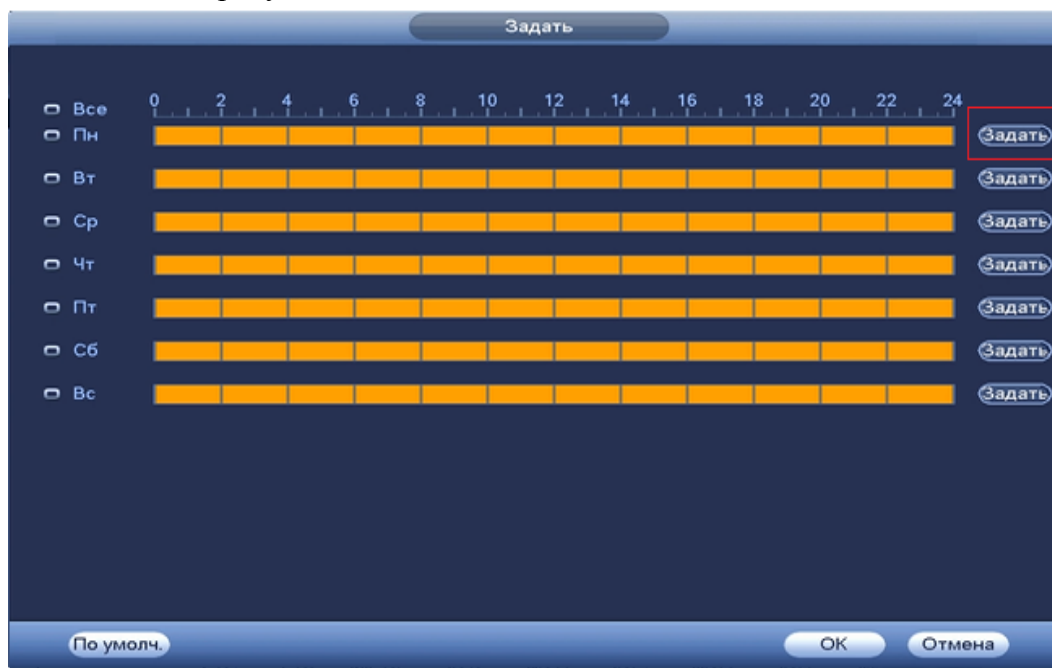 Задать
Все 0 2 4 6 8 10 12 14 16 18 20 22 24
Пн Задать
Вт Задать
Ср Задать
Чт Задать
Пт Задать
Сб Задать
Вс Задать
По умолч. OK Отмена